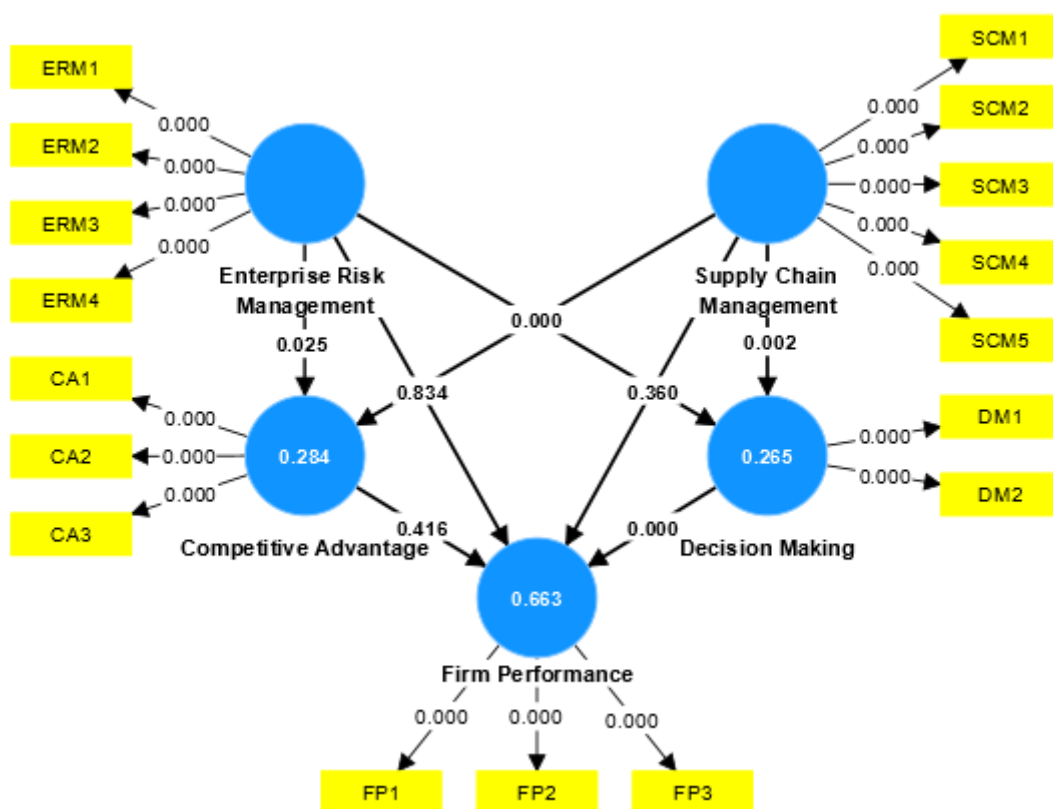 SCM1
ERM1
0.000
SCM2
0.000
ERM2
0.000
0.000
0.000
SCM3
ERM3
0.000
0.000
0.000
SCM4
0.000
ERM4
Enterprise Risk
Management
Supply Chain
Management
0.000
SCM5
0.025
0.002
CA1
0.834
0.360
0.000
DM1
CA2
0.000
0.284
0.265
0.000
0.000
DM2
0.000
CA3
Competitive Advantage
0.416
0.000
Decision Making
0.663
Firm Performance
0.000
0.000
0.000
FP1
FP2
FP3